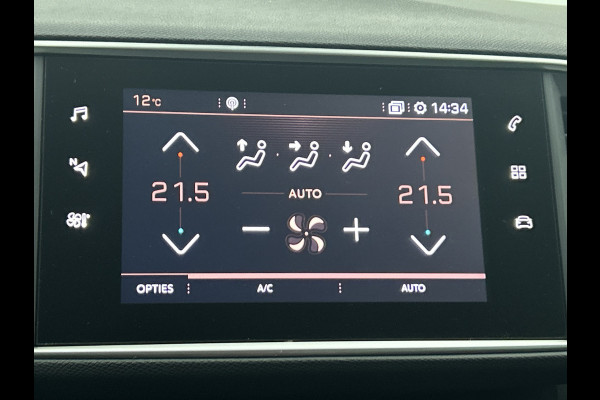 12°C 14:34
N
21.5 21.5
AUTO
OPTIES A/C AUTO